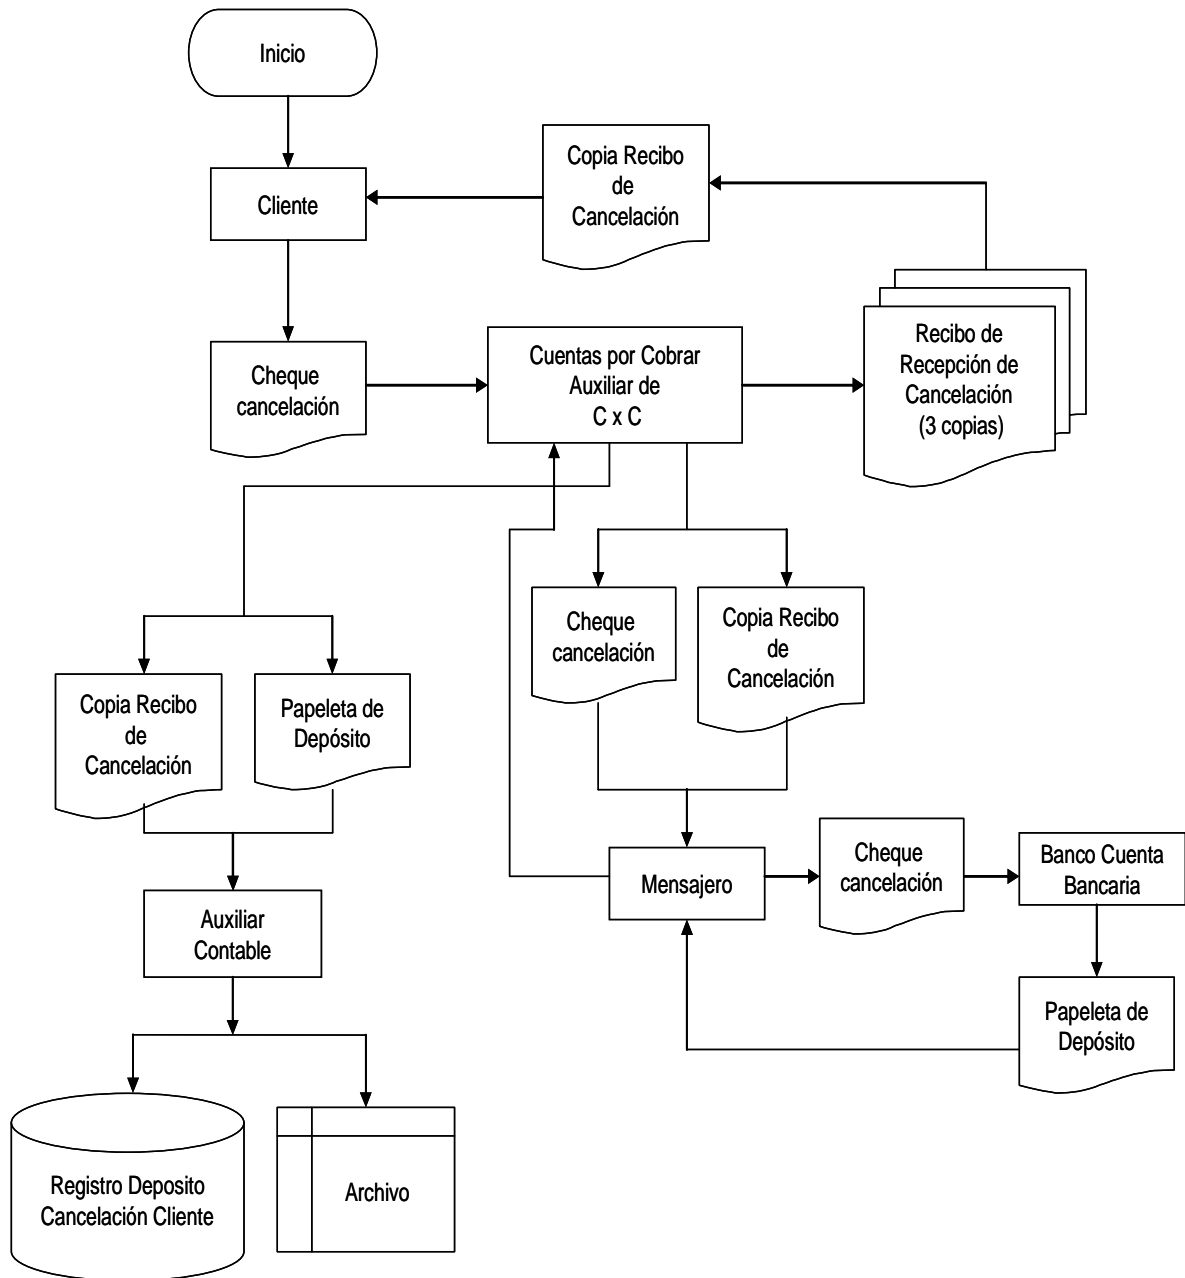 Inicio
Copia Recibo
de
Cancelación
Cliente
Cheque
cancelación
Cuentas por Cobrar
Auxiliar de
C x C
Recibo de
Recepción de
Cancelación
(3 copias)
Cheque
cancelación
Copia Recibo
de
Cancelación
Copia Recibo
de
Cancelación
Papeleta de
Depósito
Mensajero
Cheque
cancelación
Banco Cuenta
Bancaria
Auxiliar
Contable
Papeleta de
Depósito
Registro Deposito
Cancelación Cliente
Archivo